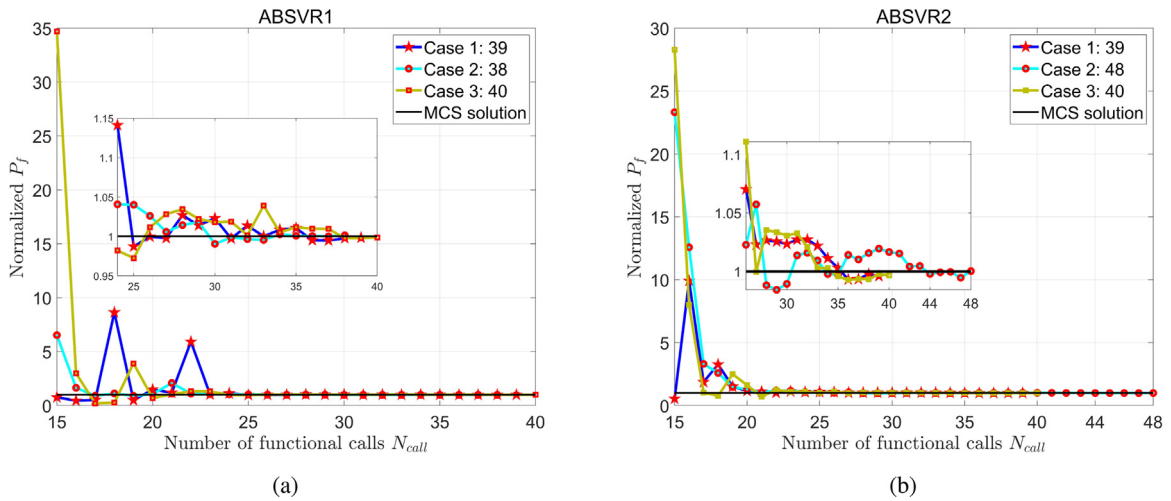 ABSVR1
35
30
25
20
15
10
5
0
Normalized P_f
15
20
25
30
35
40
Number of functional calls N_call
Case 1: 39
Case 2: 38
Case 3: 40
MCS solution
1.15
1.1
1.05
1
0.95
25
30
35
40
(a)
ABSVR2
30
25
20
15
10
5
0
Normalized P_f
15
20
25
30
35
40
44
48
Number of functional calls N_call
Case 1: 39
Case 2: 48
Case 3: 40
MCS solution
1.1
1.05
1
30
35
40
44
48
(b)